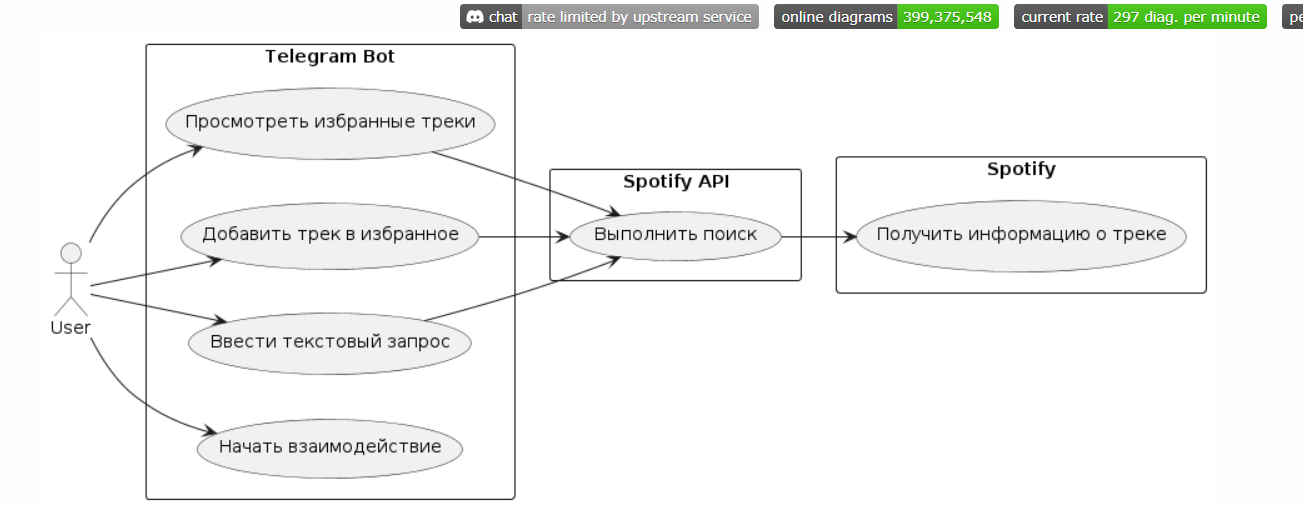 chat rate limited by upstream service online diagrams 399,375,548 current rate 297 diag. per minute
Telegram Bot
Просмотреть избранные треки
Добавить трек в избранное
Ввести текстовый запрос
Начать взаимодействие
User
Spotify API
Выполнить поиск
Spotify
Получить информацию о треке